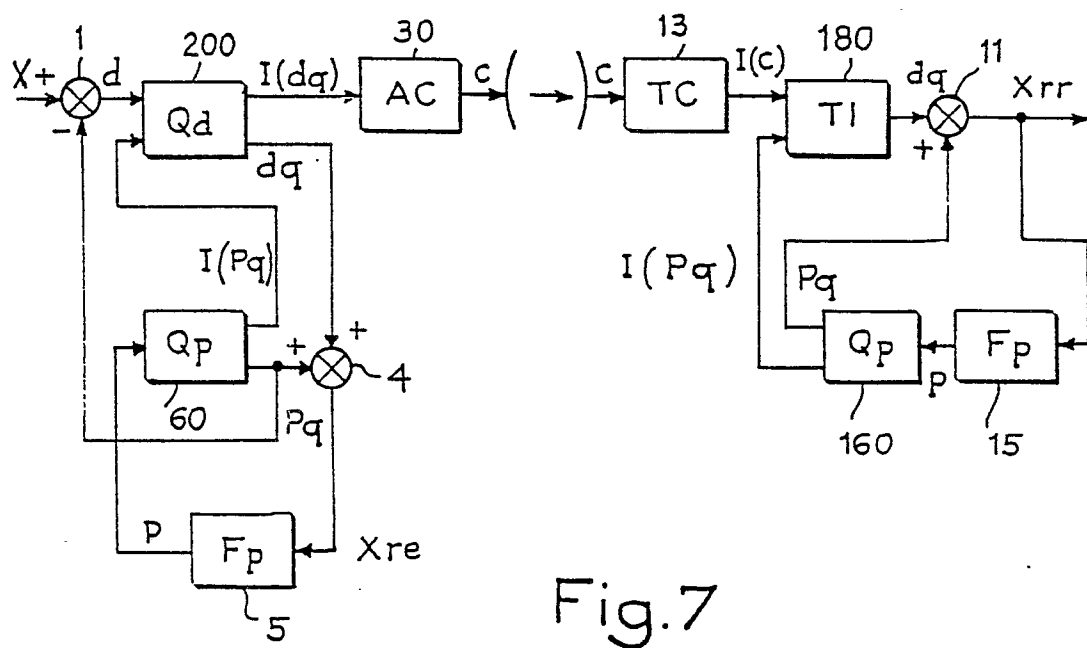 1
200
30
13
180
11
X+
d
I(dq)
c
c
I(c)
dq
Xrr
Qd
AC
TC
TI
-
dq
+
I(Pq)
I(Pq)
Pq
Qp
+
+
4
Qp
P
Fp
60
Pq
160
15
P
Fp
Xre
5
Fig.7